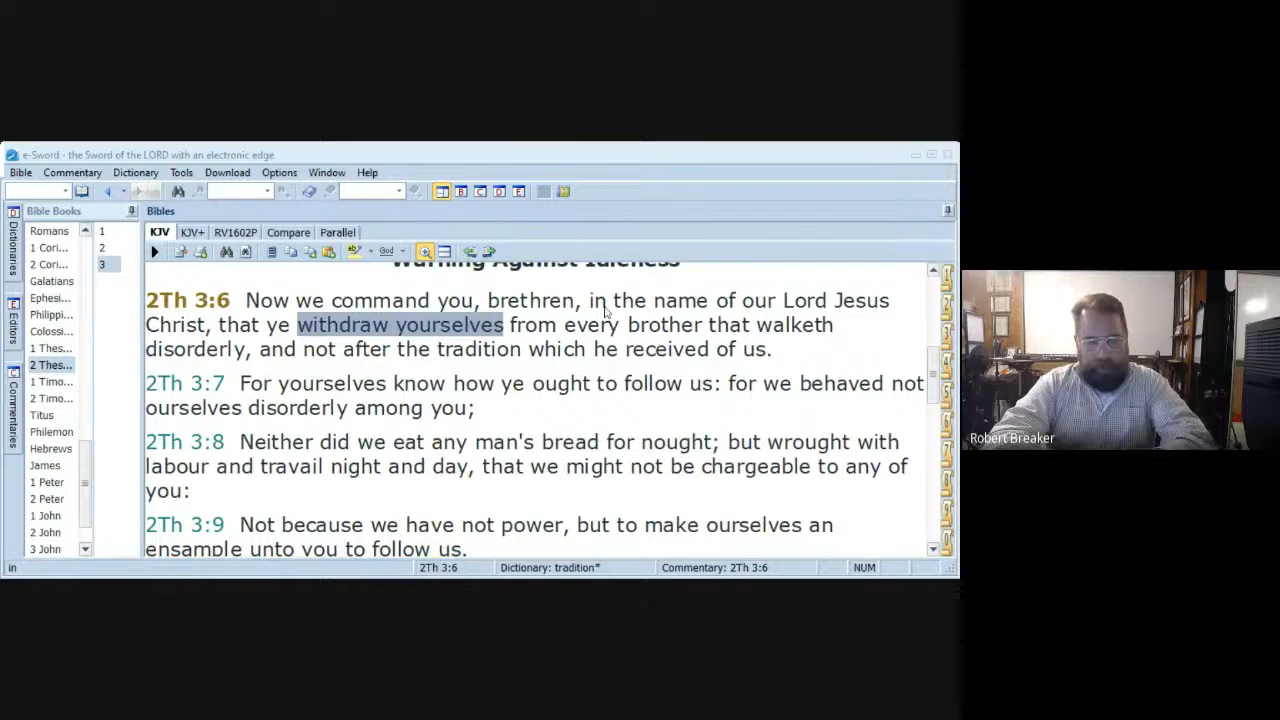 e-Sword - the Sword of the LORD with an electronic edge
Bible Commentary Dictionary Tools Download Options Window Help
Bible Books
Bibles
Dictionaries
Editors
Commentaries
Romans
1 Cori...
2 Cori...
Galatians
Ephesi...
Philippi...
Colossi...
1 Thes...
2 Thes...
1 Timo...
2 Timo...
Titus
Philemon
Hebrews
James
1 Peter
2 Peter
1 John
2 John
3 John
1
2
3
KJV KJV+ RV1602P Compare Parallel
Warning Against Idleness
2Th 3:6 Now we command you, brethren, in the name of our Lord Jesus
Christ, that ye withdraw yourselves from every brother that walketh
disorderly, and not after the tradition which he received of us.
2Th 3:7 For yourselves know how ye ought to follow us: for we behaved not
ourselves disorderly among you;
2Th 3:8 Neither did we eat any man's bread for nought; but wrought with
labour and travail night and day, that we might not be chargeable to any of
you:
2Th 3:9 Not because we have not power, but to make ourselves an
ensample unto you to follow us.
in
2Th 3:6
Dictionary: tradition*
Commentary: 2Th 3:6
NUM
Robert Breaker